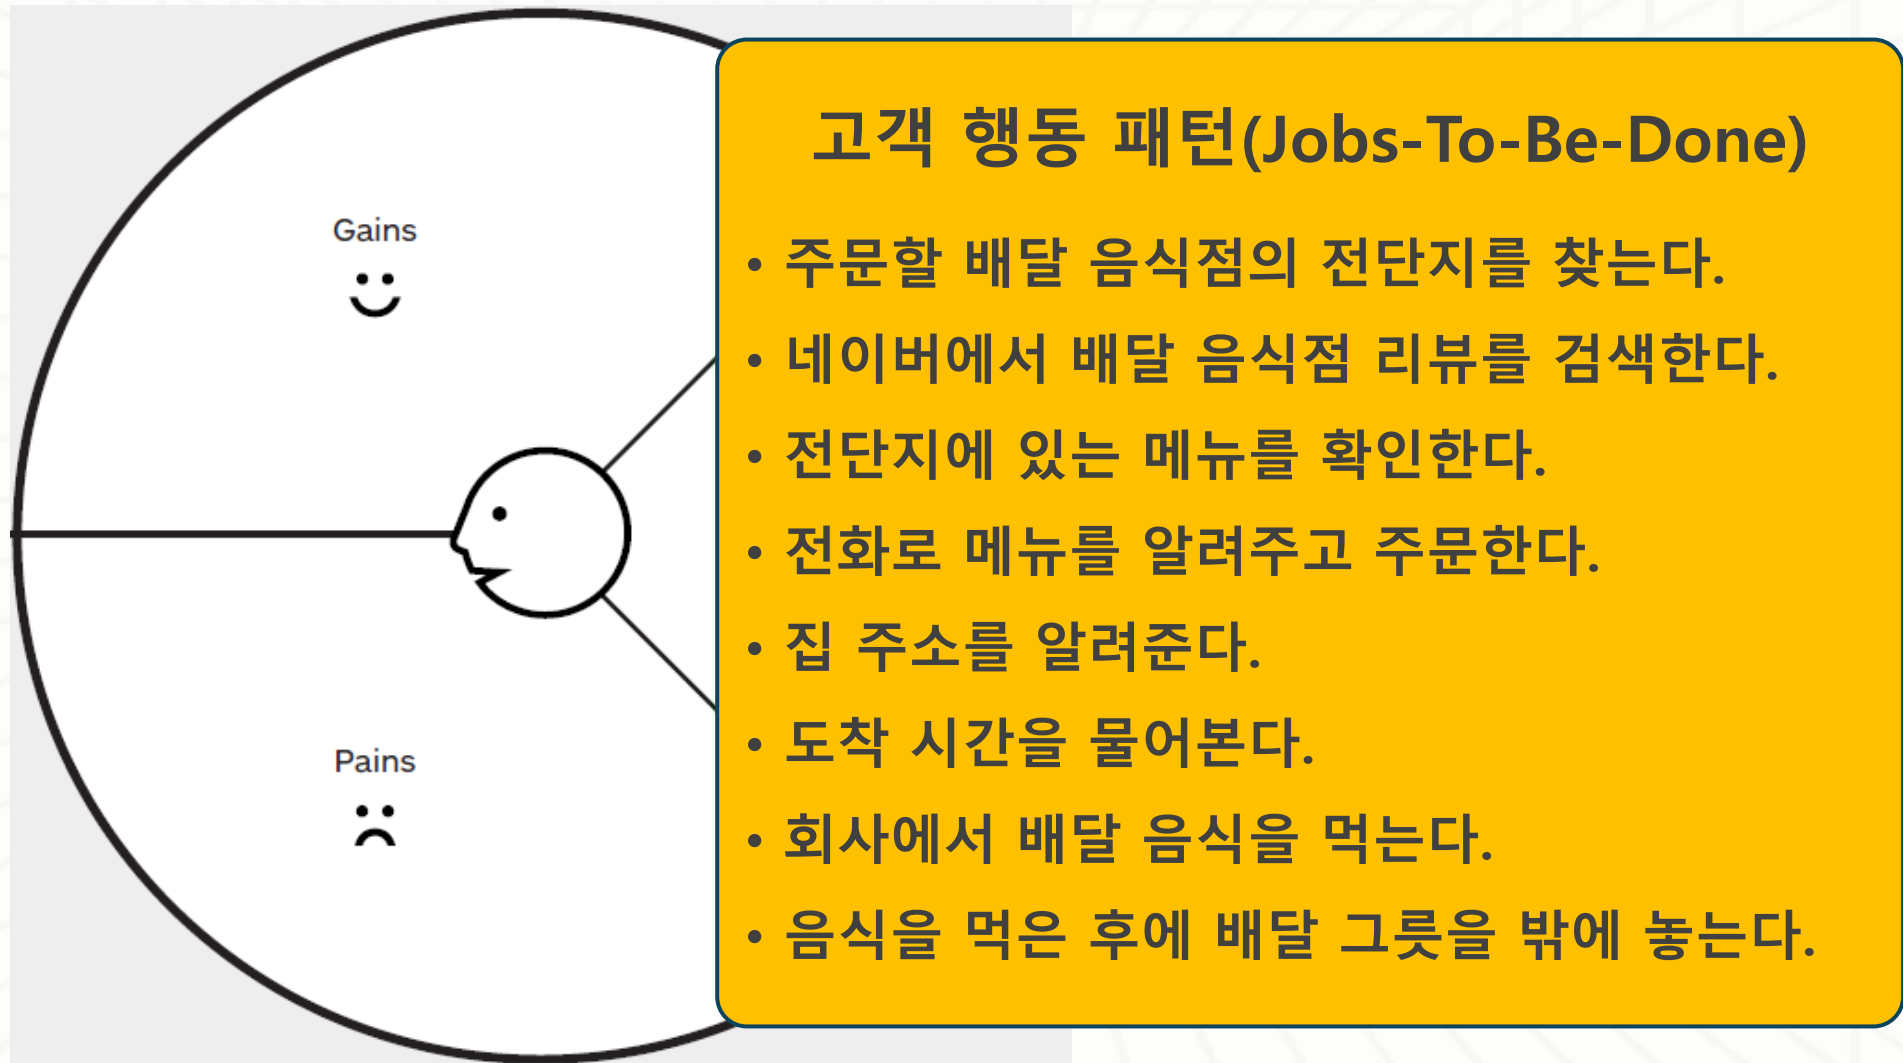 Gains
Pains
고객 행동 패턴(Jobs-To-Be-Done)
• 주문할 배달 음식점의 전단지를 찾는다.
• 네이버에서 배달 음식점 리뷰를 검색한다.
• 전단지에 있는 메뉴를 확인한다.
• 전화로 메뉴를 알려주고 주문한다.
• 집 주소를 알려준다.
• 도착 시간을 물어본다.
• 회사에서 배달 음식을 먹는다.
• 음식을 먹은 후에 배달 그릇을 밖에 놓는다.